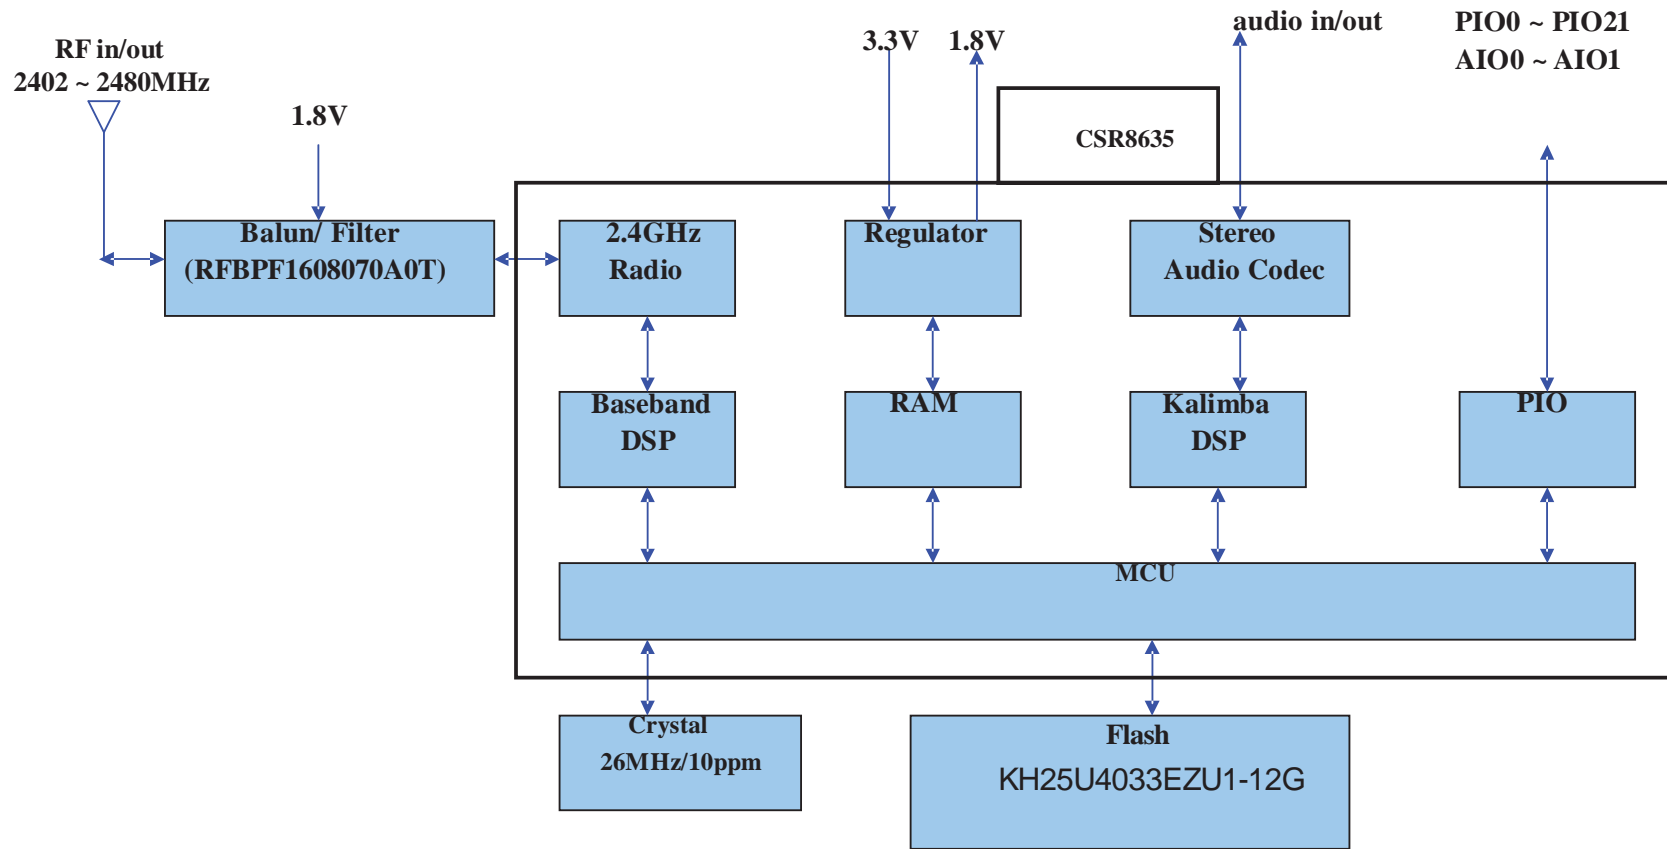 RF in/out
2402 ~ 2480MHz
1.8V
3.3V
1.8V
audio in/out
PIO0 ~ PIO21
AIO0 ~ AIO1
CSR8635
Balun/ Filter
(RFBPF1608070A0T)
2.4GHz
Radio
Regulator
Stereo
Audio Codec
Baseband
DSP
RAM
Kalimba
DSP
PIO
MCU
Crystal
26MHz/10ppm
Flash
KH25U4033EZU1-12G